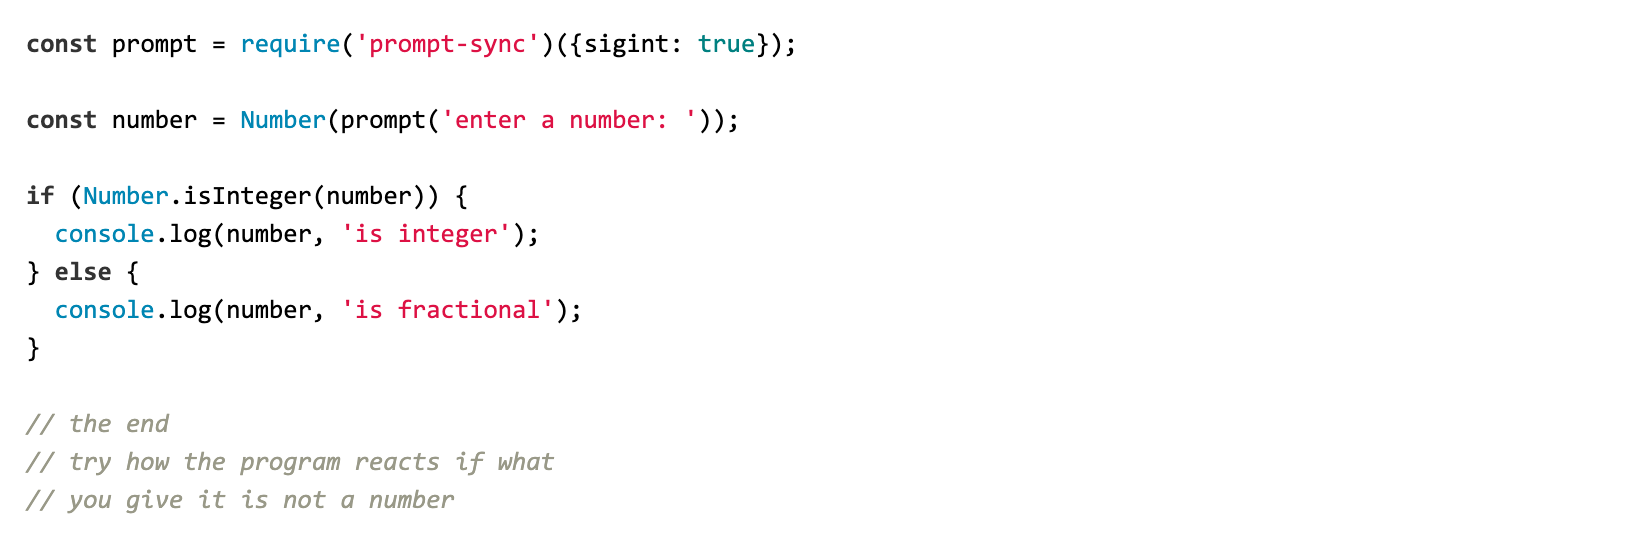 const prompt = require('prompt-sync')({sigint: true});
const number = Number(prompt('enter a number: '));
if (Number.isInteger(number)) {
  console.log(number, 'is integer');
} else {
  console.log(number, 'is fractional');
}
// the end
// try how the program reacts if what
// you give it is not a number